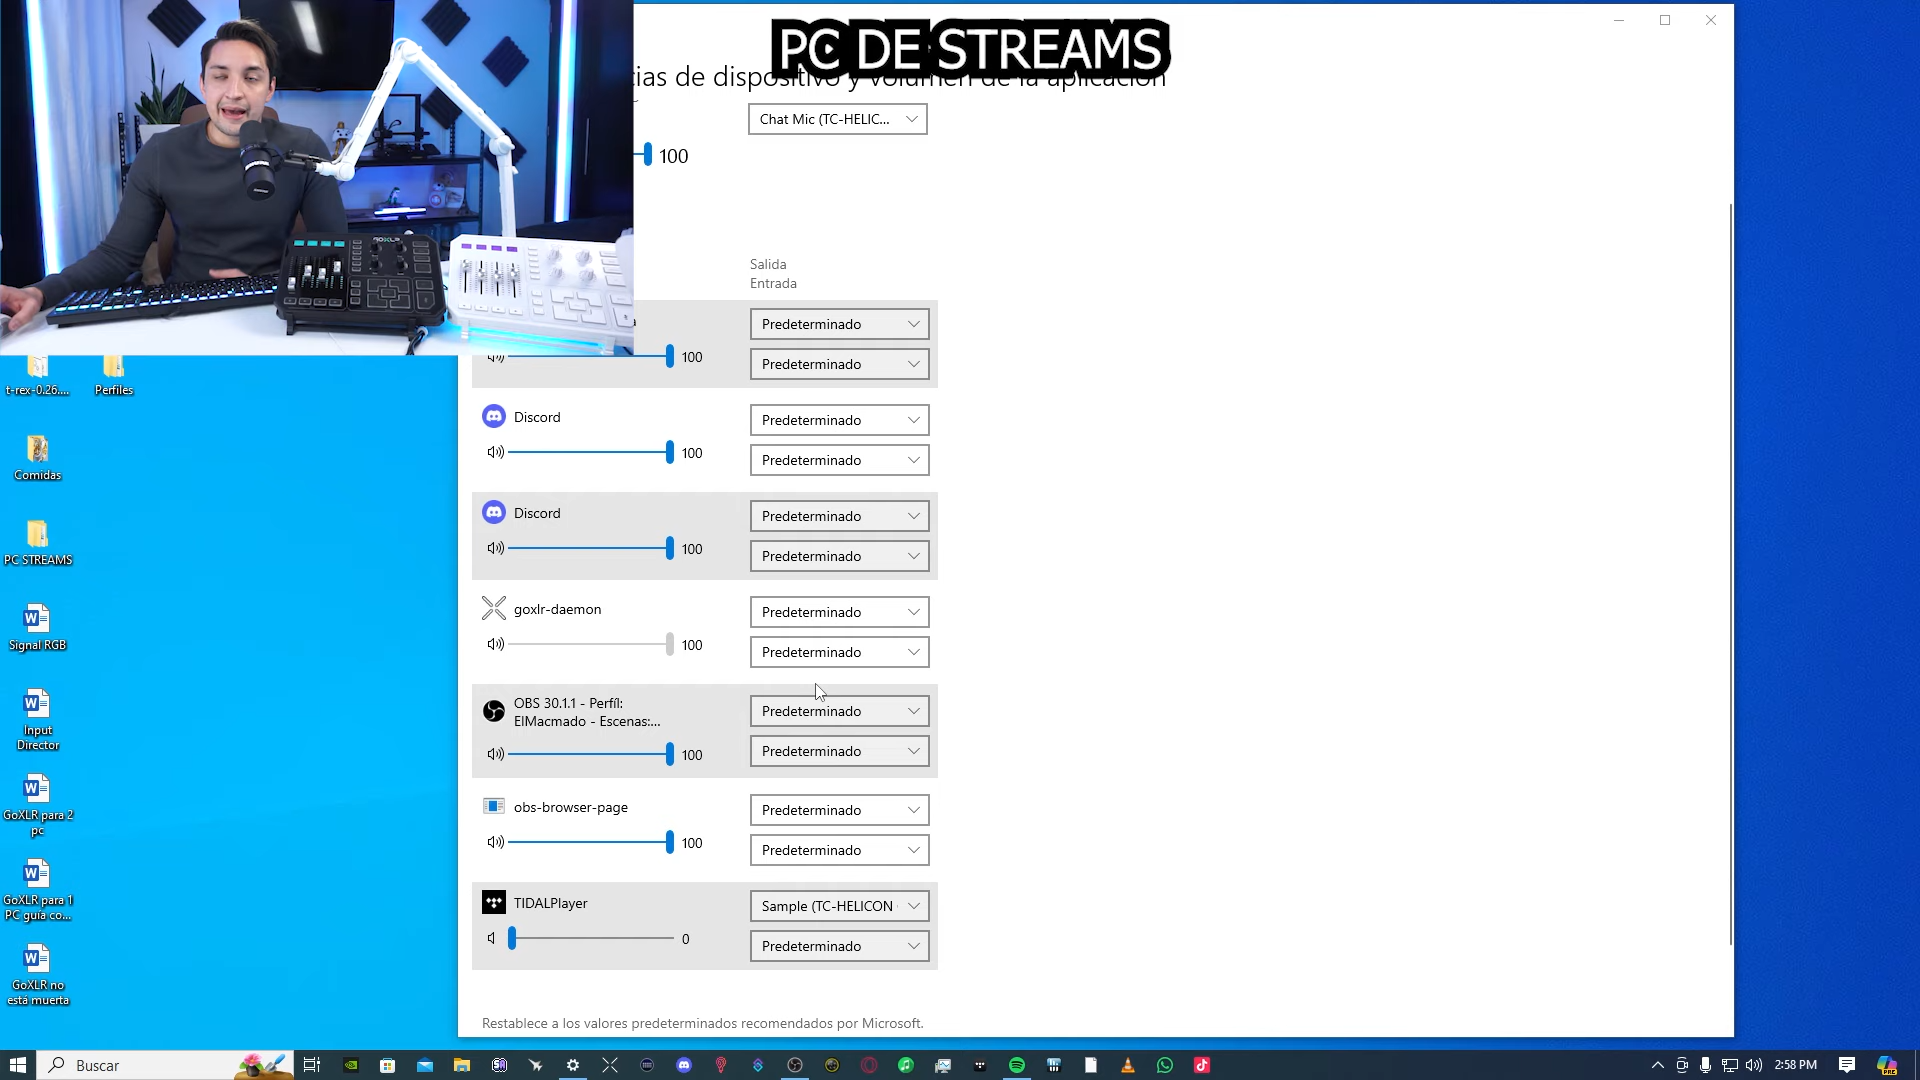 PC DE STREAMS
cias de dispositivo y volumen de la aplicación
Chat Mic (TC-HELIC...
100
Salida
Entrada
Predeterminado
100
Predeterminado
t-rex-0.26....
Perfiles
Discord
Predeterminado
100
Predeterminado
Comidas
Discord
Predeterminado
100
Predeterminado
PC STREAMS
goxlr-daemon
Predeterminado
100
Predeterminado
Signal RGB
OBS 30.1.1 - Perfíl:
ElMacmado - Escenas:...
Predeterminado
100
Predeterminado
Input
Director
obs-browser-page
Predeterminado
100
Predeterminado
GoXLR para 2
pc
TIDALPlayer
Sample (TC-HELICON
0
Predeterminado
GoXLR para 1
PC guía co...
GoXLR no
está muerta
Restablece a los valores predeterminados recomendados por Microsoft.
Buscar
2:58 PM